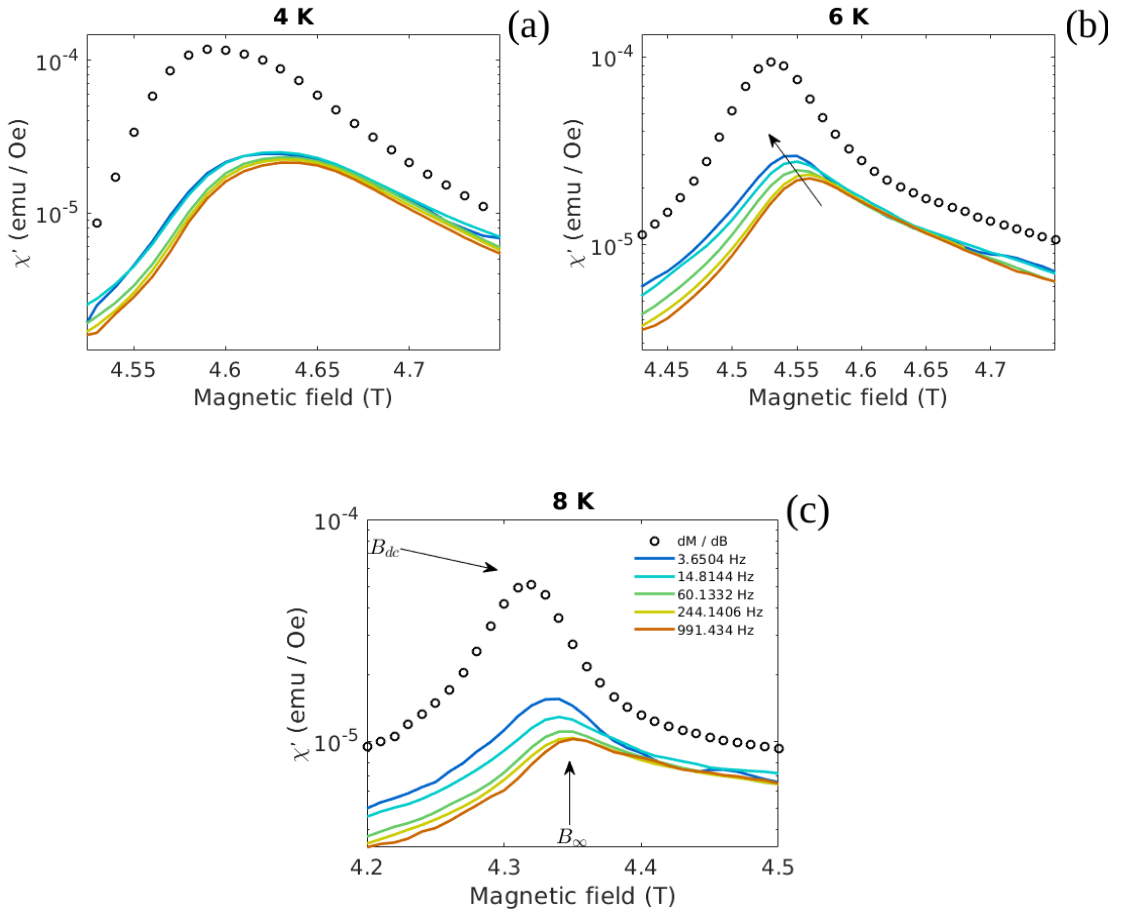 4 K
(a)
10^-4
10^-5
χ' (emu / Oe)
4.55 4.6 4.65 4.7
Magnetic field (T)
6 K
(b)
10^-4
10^-5
χ' (emu / Oe)
4.45 4.5 4.55 4.6 4.65 4.7
Magnetic field (T)
8 K
(c)
10^-4
B_dc
dM / dB
3.6504 Hz
14.8144 Hz
60.1332 Hz
244.1406 Hz
991.434 Hz
10^-5
χ' (emu / Oe)
B_∞
4.2 4.3 4.4 4.5
Magnetic field (T)